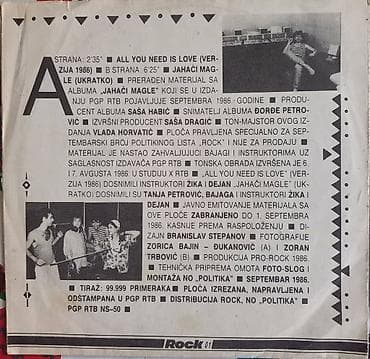 A STRANA: 2'35" ■ ALL YOU NEED IS LOVE (VER-
ZIJA 1986) ■ B STRANA: 6'25" ■ JAHAČI MAG-
LE (UKRATKO) ■ PRERAĐEN MATERIJAL SA
ALBUMA „JAHAČI MAGLE" KOJI SE U IZDA-
NJU PGP RTB POJAVLJUJE SEPTEMBRA 1986. GODINE ■ PRODU-
CENT ALBUMA SAŠA HABIĆ ■ SNIMATELJ ALBUMA ĐORĐE PETROVIĆ
■ IZVRŠNI PRODUCENT SAŠA DRAGIĆ ■ TON-MAJSTOR OVOG IZ-
DANJA VLADA HORVATIĆ ■ PLOČA PRAVLJENA SPECIJALNO ZA SEP-
TEMBARSKI BROJ POLITIKINOG LISTA „ROCK" I NIJE ZA PRODAJU ■
MATERIJAL JE NASTAO ZAHVALJUJUĆI BAJAGI I INSTRUKTORIMA UZ
SAGLASNOST IZDAVAČA PGP RTB ■ TONSKA OBRADA IZVRŠENA JE 6.
I 7. AVGUSTA 1986. U STUDIJU X RTB ■ „ALL YOU NEED IS LOVE" (VER-
ZIJA 1986) DOSNIMILI INSTRUKTORI ŽIKA I DEJAN „JAHAČI MAGLE" (UK-
RATKO) DOSNIMILI SU TANJA PETROVIĆ, BAJAGA I INSTRUKTORI ŽIKA I
DEJAN ■ JAVNO EMITOVANJE MATERIJALA SA
OVE PLOČE ZABRANJENO DO 1. SEPTEMBRA
1986. KASNIJE PREMA RASPOLOŽENJU ■ DI-
ZAJN BRANISLAV STEPANOV ■ FOTOGRAFIJE
ZORICA BAJIN – ĐUKANOVIĆ (A) I ZORAN
TRBOVIĆ (B) ■ PRODUKCIJA PRO-ROCK 1986.
■ TEHNIČKA PRIPREMA OMOTA FOTO-SLOG I
MONTAŽA NO „POLITIKA" ■ SEPTEMBAR 1986.
■ TIRAŽ: 99.999 PRIMERAKA ■ PLOČA IZREZANA, NAPRAVLJENA I
ODŠTAMPANA U PGP RTB ■ DISTRIBUCIJA ROCK, NO „POLITIKA" ■
PGP RTB NS–50 ■
Rock 01